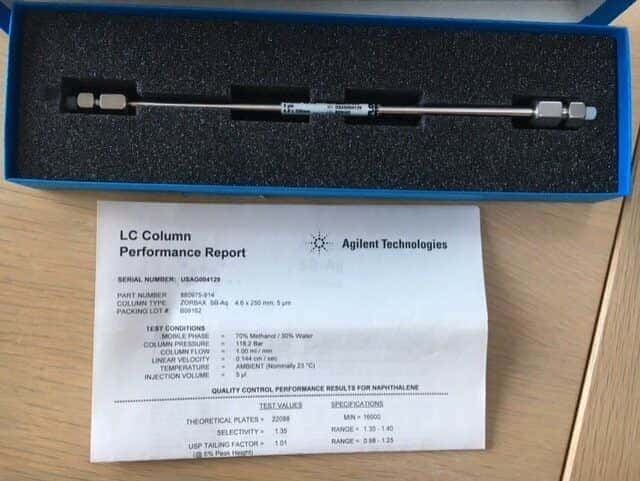 LC Column
Performance Report
Agilent Technologies
SERIAL NUMBER: USAG004129
PART NUMBER = 880975-914
COLUMN TYPE = ZORBAX SB-Aq 4.6 x 250 mm, 5 µm
PACKING LOT # = B09162
TEST CONDITIONS
MOBILE PHASE = 70% Methanol / 30% Water
COLUMN PRESSURE = 118.2 Bar
COLUMN FLOW = 1.00 ml / min
LINEAR VELOCITY = 0.144 cm / sec
TEMPERATURE = AMBIENT (Nominally 23 °C)
INJECTION VOLUME = 5 µl
QUALITY CONTROL PERFORMANCE RESULTS FOR NAPHTHALENE
TEST VALUES SPECIFICATIONS
THEORETICAL PLATES = 22088 MIN = 16000
SELECTIVITY = 1.35 RANGE = 1.35 - 1.40
USP TAILING FACTOR = 1.01 RANGE = 0.98 - 1.25
(@ 5% Peak Height)